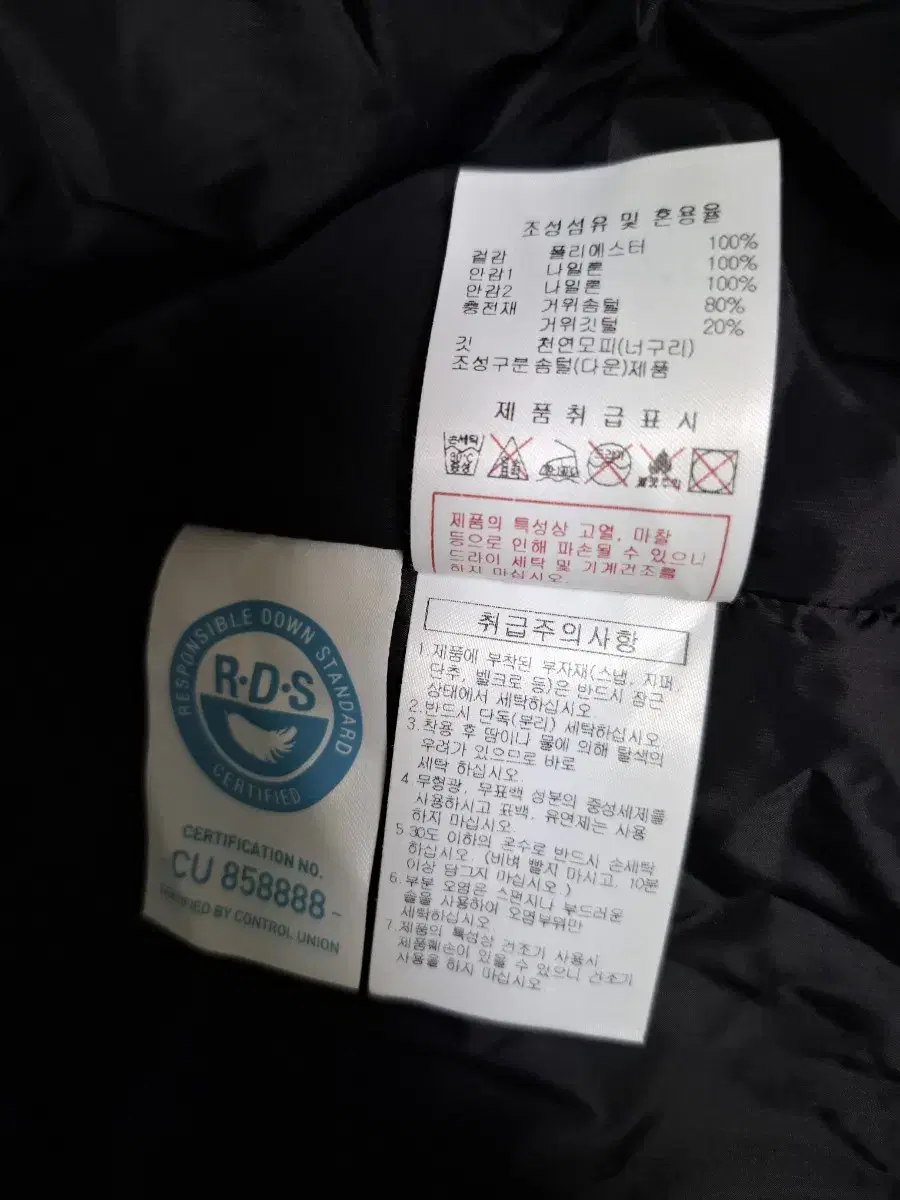 조성섬유 및 혼용율
겉감 폴리에스터 100%
안감1 나일론 100%
안감2 나일론 100%
충전재 거위솜털 80%
거위깃털 20%
깃 천연모피(너구리)
조성구분 솜털(다운)제품
제품취급표시
손세탁
30℃
중성
표백
드라이
제품의 특성상 고열, 마찰
등으로 인해 파손될 수 있으니
드라이 세탁 및 기계건조를
하지 마십시오.
취급주의사항
1.제품에 부착된 부자재(스냅, 지퍼,
단추, 벨크로 등)은 반드시 잠근
상태에서 세탁하십시오.
2.반드시 단독(분리) 세탁하십시오.
3.착용 후 땀이나 물에 의해 탈색의
우려가 있으므로 바로
세탁 하십시오.
4.무형광, 무표백 성분의 중성세제를
사용하시고 표백, 유연제는 사용
하지 마십시오.
5.30도 이하의 온수로 반드시 손세탁
하십시오. (비벼 빨지 마시고, 10분
이상 담그지 마십시오.)
6.부분 오염은 스펀지나 부드러운
솔을 사용하여 오염부위만
세탁하십시오
7.제품의 특성상 건조기 사용시
제품훼손이 있을 수 있으니 건조기
사용을 하지 마십시오
RESPONSIBLE DOWN STANDARD
R·D·S
CERTIFIED
CERTIFICATION NO.
CU 858888 -
CERTIFIED BY CONTROL UNION